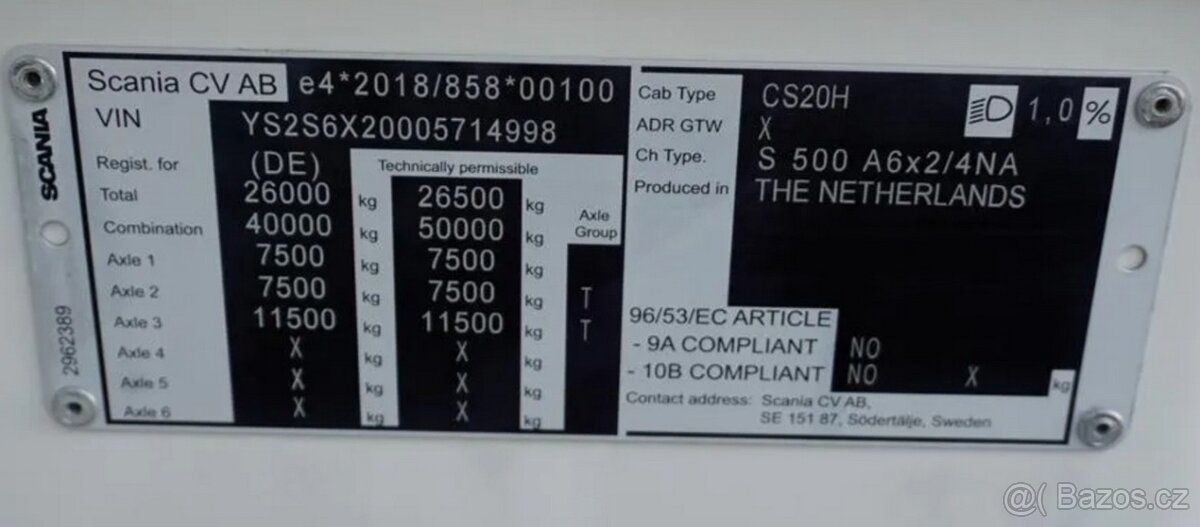 SCANIA
2962389
Scania CV AB e4*2018/858*00100
VIN YS2S6X20005714998
Regist. for (DE) Technically permissible
Total 26000 kg 26500 kg Axle Group
Combination 40000 kg 50000 kg
Axle 1 7500 kg 7500 kg
Axle 2 7500 kg 7500 kg T
Axle 3 11500 kg 11500 kg T
Axle 4 X kg X kg
Axle 5 X kg X kg
Axle 6 X kg X kg
Cab Type CS20H 1,0 %
ADR GTW X
Ch Type. S 500 A6x2/4NA
Produced in THE NETHERLANDS
96/53/EC ARTICLE
- 9A COMPLIANT NO
- 10B COMPLIANT NO X kg
Contact address: Scania CV AB,
SE 151 87, Södertälje, Sweden
@( Bazos.cz